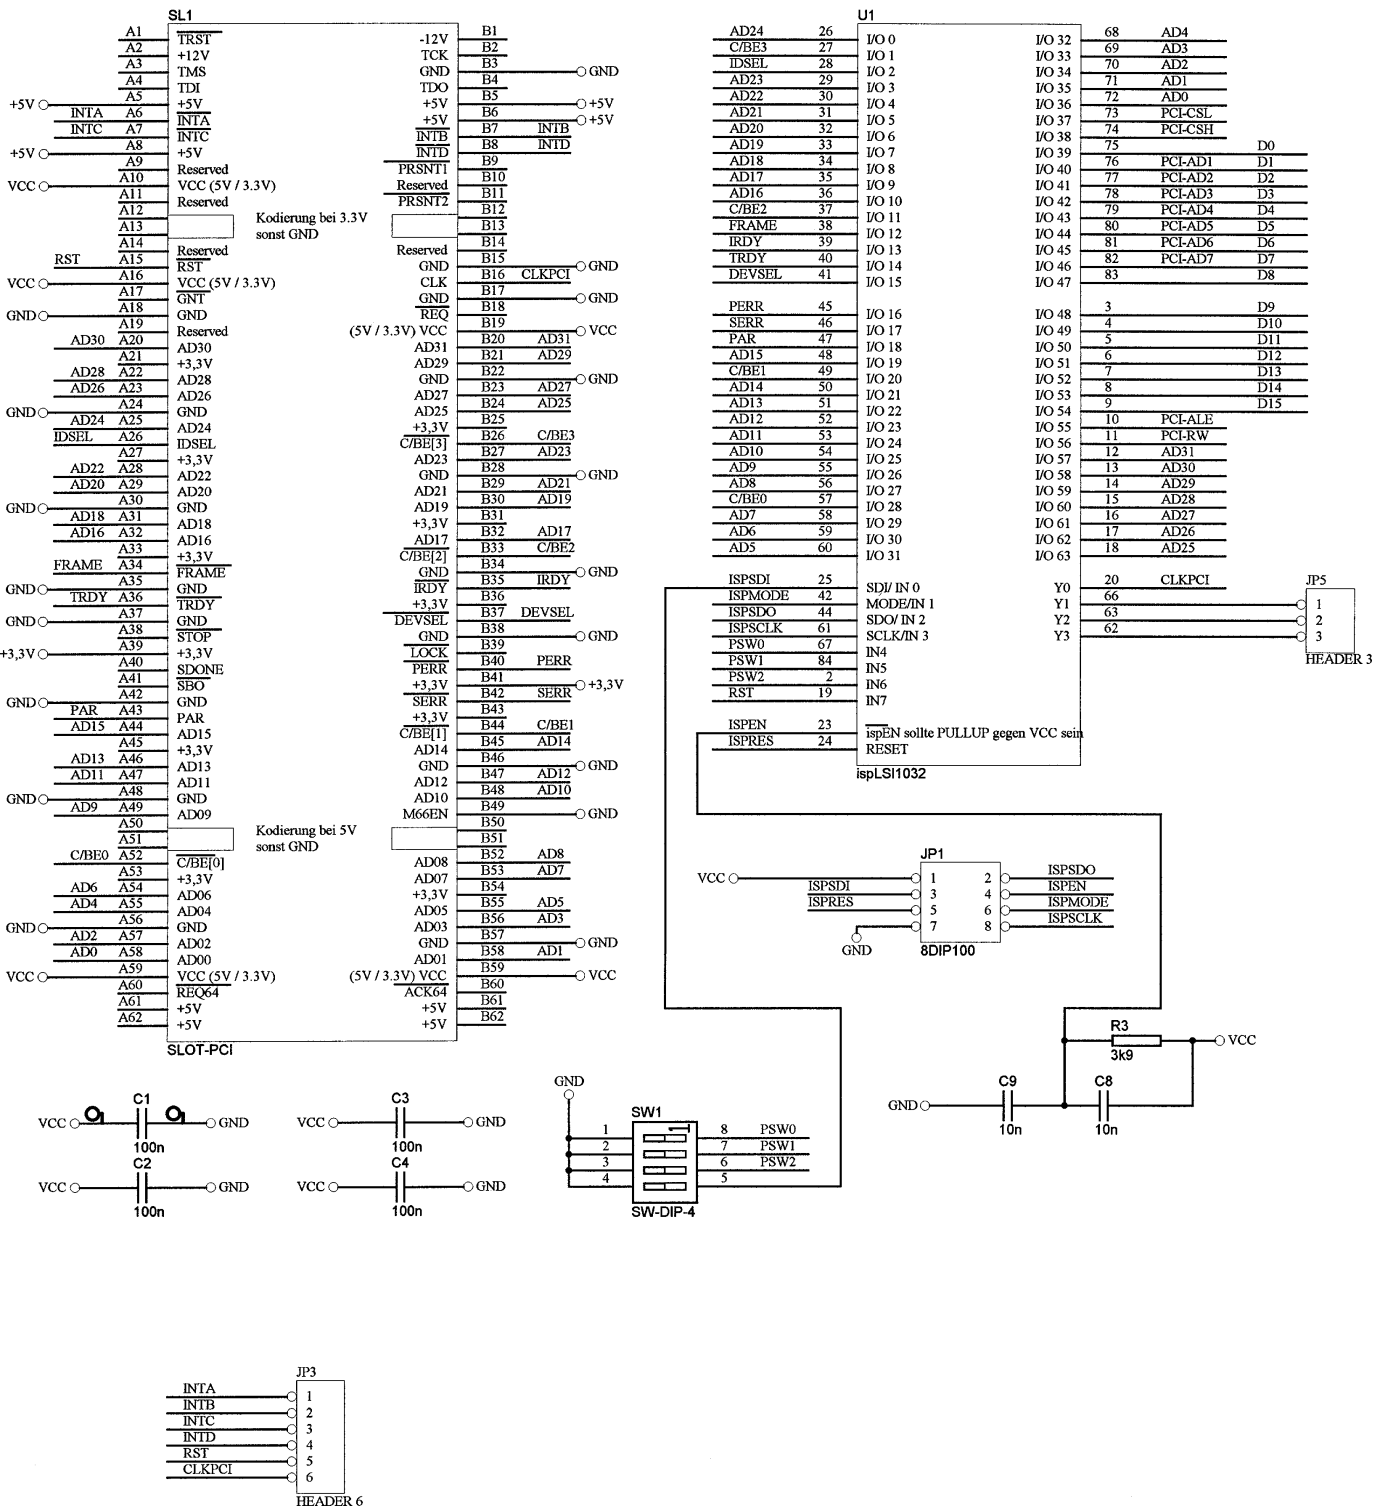 SL1
A1 TRST -12V B1
A2 +12V TCK B2
A3 TMS GND B3 GND
A4 TDI TDO B4
+5V A5 +5V +5V B5 +5V
INTA A6 INTA +5V B6 +5V
INTC A7 INTC INTB B7 INTB
+5V A8 +5V INTD B8 INTD
A9 Reserved PRSNT1 B9
VCC A10 VCC (5V / 3.3V) Reserved B10
A11 Reserved PRSNT2 B11
A12 Kodierung bei 3.3V B12
A13 sonst GND B13
A14 Reserved Reserved B14
RST A15 RST GND B15 GND
VCC A16 VCC (5V / 3.3V) CLK B16 CLKPCI
A17 GNT GND B17 GND
GND A18 GND REQ B18
A19 Reserved (5V / 3.3V) VCC B19 VCC
AD30 A20 AD30 AD31 B20 AD31
A21 +3,3V AD29 B21 AD29
AD28 A22 AD28 GND B22 GND
AD26 A23 AD26 AD27 B23 AD27
GND A24 GND AD25 B24 AD25
AD24 A25 AD24 +3,3V B25
IDSEL A26 IDSEL C/BE[3] B26 C/BE3
A27 +3,3V AD23 B27 AD23
AD22 A28 AD22 GND B28 GND
AD20 A29 AD20 AD21 B29 AD21
GND A30 GND AD19 B30 AD19
AD18 A31 AD18 +3,3V B31
AD16 A32 AD16 AD17 B32 AD17
A33 +3,3V C/BE[2] B33 C/BE2
FRAME A34 FRAME GND B34 GND
GND A35 GND IRDY B35 IRDY
TRDY A36 TRDY +3,3V B36
GND A37 GND DEVSEL B37 DEVSEL
A38 STOP GND B38 GND
+3,3V A39 +3,3V LOCK B39
A40 SDONE PERR B40 PERR
A41 SBO +3,3V B41 +3,3V
GND A42 GND SERR B42 SERR
PAR A43 PAR +3,3V B43
AD15 A44 AD15 C/BE[1] B44 C/BE1
A45 +3,3V AD14 B45 AD14
AD13 A46 AD13 GND B46 GND
AD11 A47 AD11 AD12 B47 AD12
GND A48 GND AD10 B48 AD10
AD9 A49 AD09 M66EN B49 GND
A50 Kodierung bei 5V B50
A51 sonst GND B51
C/BE0 A52 C/BE[0] AD08 B52 AD8
A53 +3,3V AD07 B53 AD7
AD6 A54 AD06 +3,3V B54
AD4 A55 AD04 AD05 B55 AD5
GND A56 GND AD03 B56 AD3
AD2 A57 AD02 GND B57 GND
AD0 A58 AD00 AD01 B58 AD1
VCC A59 VCC (5V / 3.3V) (5V / 3.3V) VCC B59 VCC
A60 REQ64 ACK64 B60
A61 +5V +5V B61
A62 +5V +5V B62
SLOT-PCI
U1
AD24 26 I/O 0 I/O 32 68 AD4
C/BE3 27 I/O 1 I/O 33 69 AD3
IDSEL 28 I/O 2 I/O 34 70 AD2
AD23 29 I/O 3 I/O 35 71 AD1
AD22 30 I/O 4 I/O 36 72 AD0
AD21 31 I/O 5 I/O 37 73 PCI-CSL
AD20 32 I/O 6 I/O 38 74 PCI-CSH
AD19 33 I/O 7 I/O 39 75 D0
AD18 34 I/O 8 I/O 40 76 PCI-AD1 D1
AD17 35 I/O 9 I/O 41 77 PCI-AD2 D2
AD16 36 I/O 10 I/O 42 78 PCI-AD3 D3
C/BE2 37 I/O 11 I/O 43 79 PCI-AD4 D4
FRAME 38 I/O 12 I/O 44 80 PCI-AD5 D5
IRDY 39 I/O 13 I/O 45 81 PCI-AD6 D6
TRDY 40 I/O 14 I/O 46 82 PCI-AD7 D7
DEVSEL 41 I/O 15 I/O 47 83 D8
PERR 45 I/O 16 I/O 48 3 D9
SERR 46 I/O 17 I/O 49 4 D10
PAR 47 I/O 18 I/O 50 5 D11
AD15 48 I/O 19 I/O 51 6 D12
C/BE1 49 I/O 20 I/O 52 7 D13
AD14 50 I/O 21 I/O 53 8 D14
AD13 51 I/O 22 I/O 54 9 D15
AD12 52 I/O 23 I/O 55 10 PCI-ALE
AD11 53 I/O 24 I/O 56 11 PCI-RW
AD10 54 I/O 25 I/O 57 12 AD31
AD9 55 I/O 26 I/O 58 13 AD30
AD8 56 I/O 27 I/O 59 14 AD29
C/BE0 57 I/O 28 I/O 60 15 AD28
AD7 58 I/O 29 I/O 61 16 AD27
AD6 59 I/O 30 I/O 62 17 AD26
AD5 60 I/O 31 I/O 63 18 AD25
ISPSDI 25 SDI/ IN 0 Y0 20 CLKPCI
ISPMODE 42 MODE/IN 1 Y1 66
ISPSDO 44 SDO/ IN 2 Y2 63
ISPSCLK 61 SCLK/IN 3 Y3 62
PSW0 67 IN4
PSW1 84 IN5
PSW2 2 IN6
RST 19 IN7
ISPEN 23 ispEN sollte PULLUP gegen VCC sein
ISPRES 24 RESET
ispLSI1032
JP5
1
2
3
HEADER 3
JP1
VCC 1 2 ISPSDO
ISPSDI 3 4 ISPEN
ISPRES 5 6 ISPMODE
GND 7 8 ISPSCLK
8DIP100
R3
3k9
VCC
GND C9 C8
10n 10n
C1
VCC GND
100n
C2
VCC GND
100n
C3
VCC GND
100n
C4
VCC GND
100n
GND
SW1
1 8 PSW0
2 7 PSW1
3 6 PSW2
4 5
SW-DIP-4
JP3
INTA 1
INTB 2
INTC 3
INTD 4
RST 5
CLKPCI 6
HEADER 6